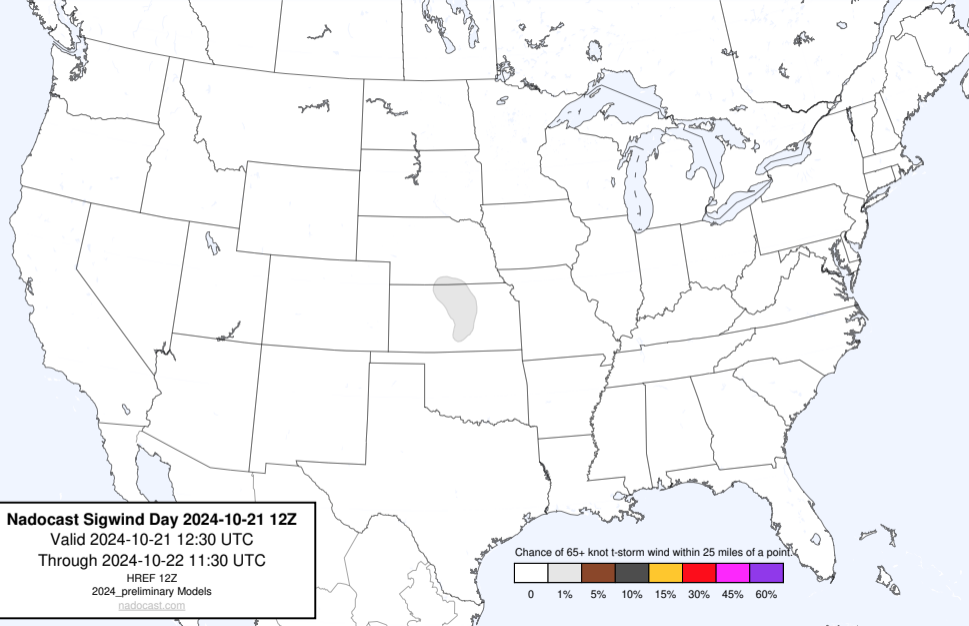 Nadocast Sigwind Day 2024-10-21 12Z
Valid 2024-10-21 12:30 UTC
Through 2024-10-22 11:30 UTC
HREF 12Z
2024_preliminary Models
nadocast.com
Chance of 65+ knot t-storm wind within 25 miles of a point.
0 1% 5% 10% 15% 30% 45% 60%